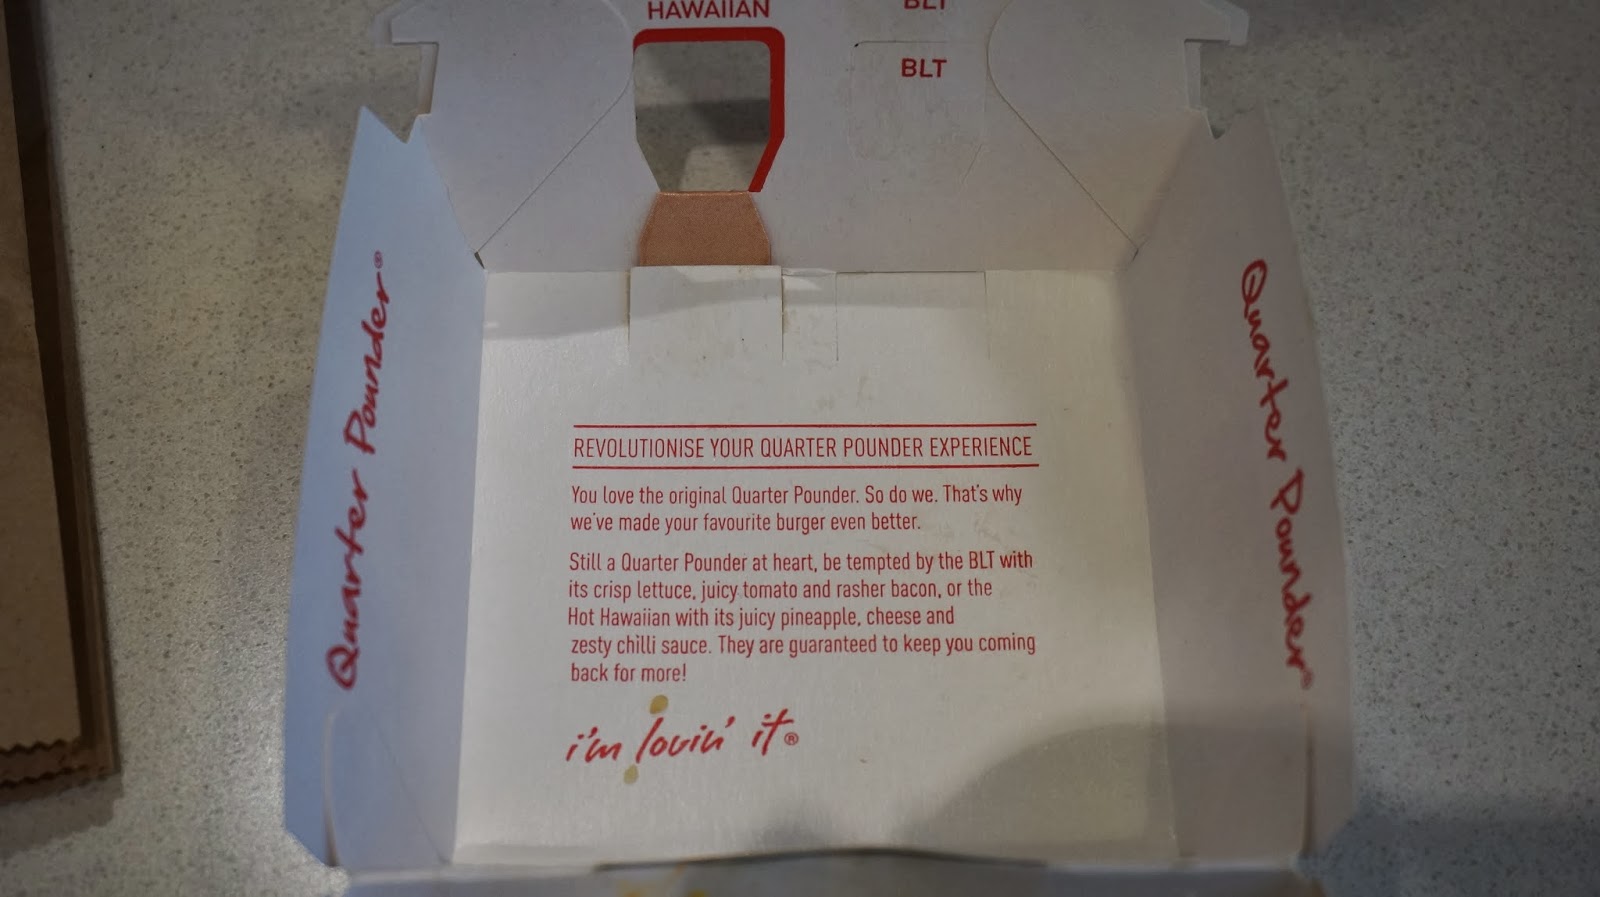 HAWAIIAN
BLT
BLT
Quarter Pounder®
Quarter Pounder®
REVOLUTIONISE YOUR QUARTER POUNDER EXPERIENCE
You love the original Quarter Pounder. So do we. That's why
we've made your favourite burger even better.
Still a Quarter Pounder at heart, be tempted by the BLT with
its crisp lettuce, juicy tomato and rasher bacon, or the
Hot Hawaiian with its juicy pineapple, cheese and
zesty chilli sauce. They are guaranteed to keep you coming
back for more!
i'm lovin' it®